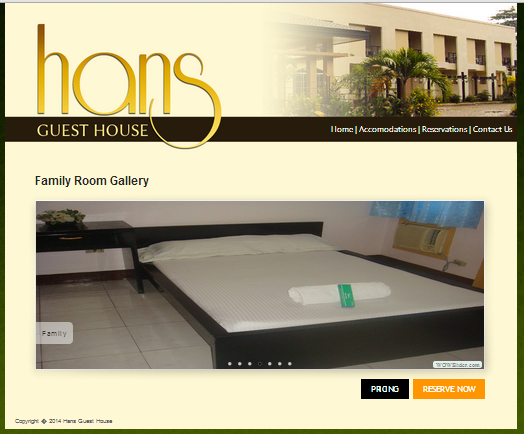 hans
GUEST HOUSE
Home | Accomodations | Reservations | Contact Us
Family Room Gallery
Family
WOWSlider.com
PRICING RESERVE NOW
Copyright � 2014 Hans Guest House